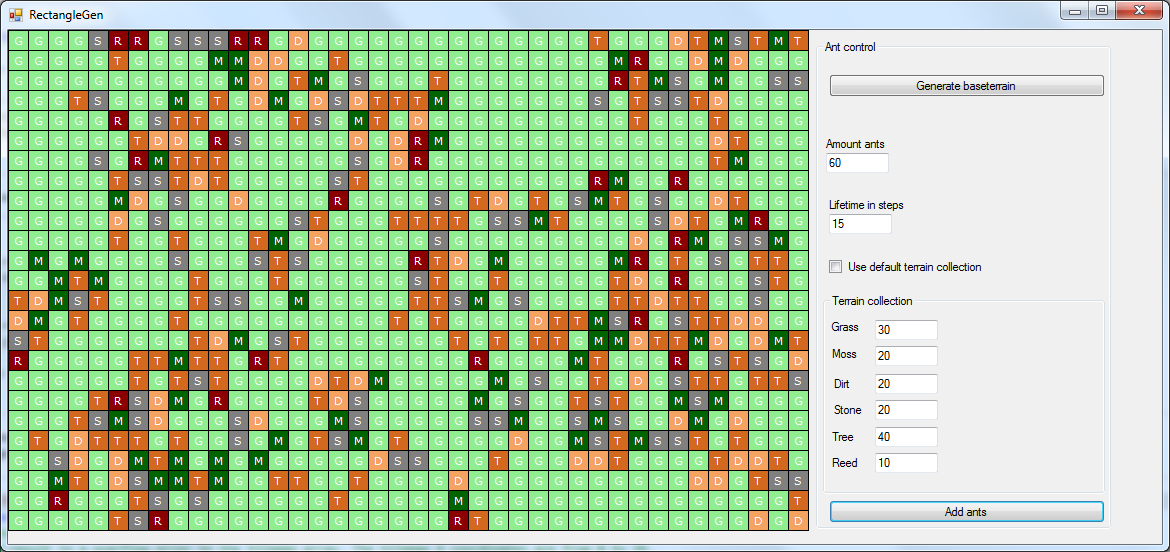 RectangleGen
G G G G S R R G S S S R R G D G G G G G G G G G G G G G G T G G G D T M S T M T
G G G G G T G G G G M M D D G G T G G G G G G G G G G G G G M R G G D M D G G G
G G G G G G G G G G G M D G T M G S G G G T G G G G G G G G R T M S G M G G S S
G G G T S G G G M G T G D M G D S D T T T M G G G G G G G S G T S S T D G G G G
G G G G G R G S T T G G G G T S G M T G D G G G G G G G G G G T G G G T G G G G
G G G G G G T D D G R S G G G G G D G D R M G G G G G G G G G G G G G D T G G G
G G G G S G R M T T T G G G G G G S G D R G G G G G G G G G G G G G G T M G G G
G G G G G T S S T D T G G G G G S T G G G G G G G G G G G R M G G R G G G G G G
G G G G G M D G S G G D G G G G R G G G G G S T D G T G S M T G S G G D T G G G
G G G G G D G S G G G G G G S T G G G T T T T G S S M T G G G G S D T G M R G G
G G G G G T G G T G G G T M G D G G G G G S G G G G G G G G G D G R M G S S M G
G M G M G G G G S G G G S T S G G G G G R T D G M G G G G G M R G T G S G T T G
G G M T M G G G G T G G G T G G G G G G S T G G T G G G G G T D G R G G G S T G
T D M S T G G G G T S S G G M G G G G G T T S M G S G G G G T T D T T G G S G G
D M G T G G G G T G G G G G G G G G G T G T G G G G D T T M S R G S T T D D G G
S T G G G G G G G T D M G S T G G G G G G G T G T G T T G M M D T T M D G D M T
R G G G G G T T M T T G R T G G G G G G G G G R G G G G M T G G G R G S T S G D
G G G G G G T G T S T G G G G D T D M G G G G G M G S G G T G D G S T T G T T S
G G G G T R S D M G R G G G G T D S G G G G G M G S G G T S T G G M S M G G G G
G G G T S M S D G G G S D G G G M S G G G G G S S M G G S M S G G D M G D G G G
G T G D T T T G T G G S G M G T S M G T G G G G G D G G M S T M S S T G T G G G
G G S D G D M T M G M G M G G G G G D S S G G G T G G G D D T G G G G T D D T G
G G M T G D S M M T M G G T T G G T G G G G D G G G G G G G G G G G D D G T S S
G G R G G G T S G S G G G G G G T G G G G G M G G G G G G G G G G G G G G G G T
G G G G G T S R G G G G G G G G G G G G G G R T G G G G G G G G G G G G G D G D
Ant control
Generate baseterrain
Amount ants
60
Lifetime in steps
15
Use default terrain collection
Terrain collection
Grass 30
Moss 20
Dirt 20
Stone 20
Tree 40
Reed 10
Add ants